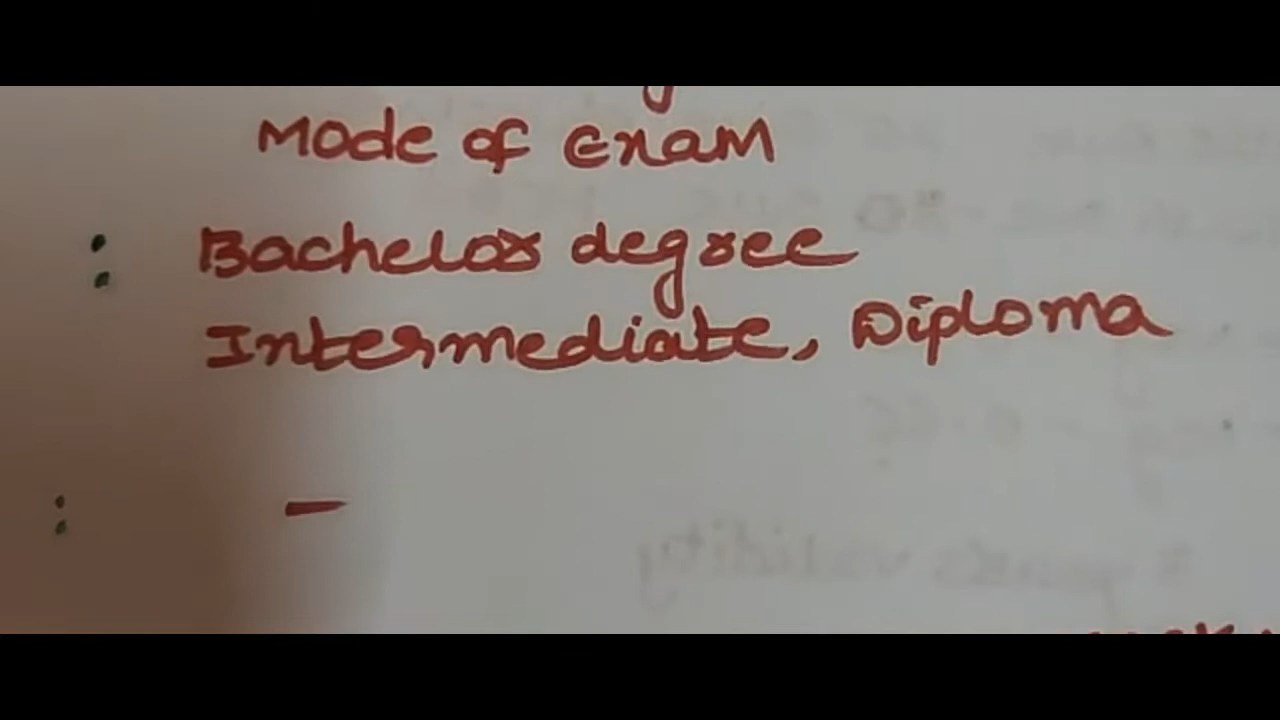 Mode of Exam
: Bachelor degree
Intermediate, Diploma
: -